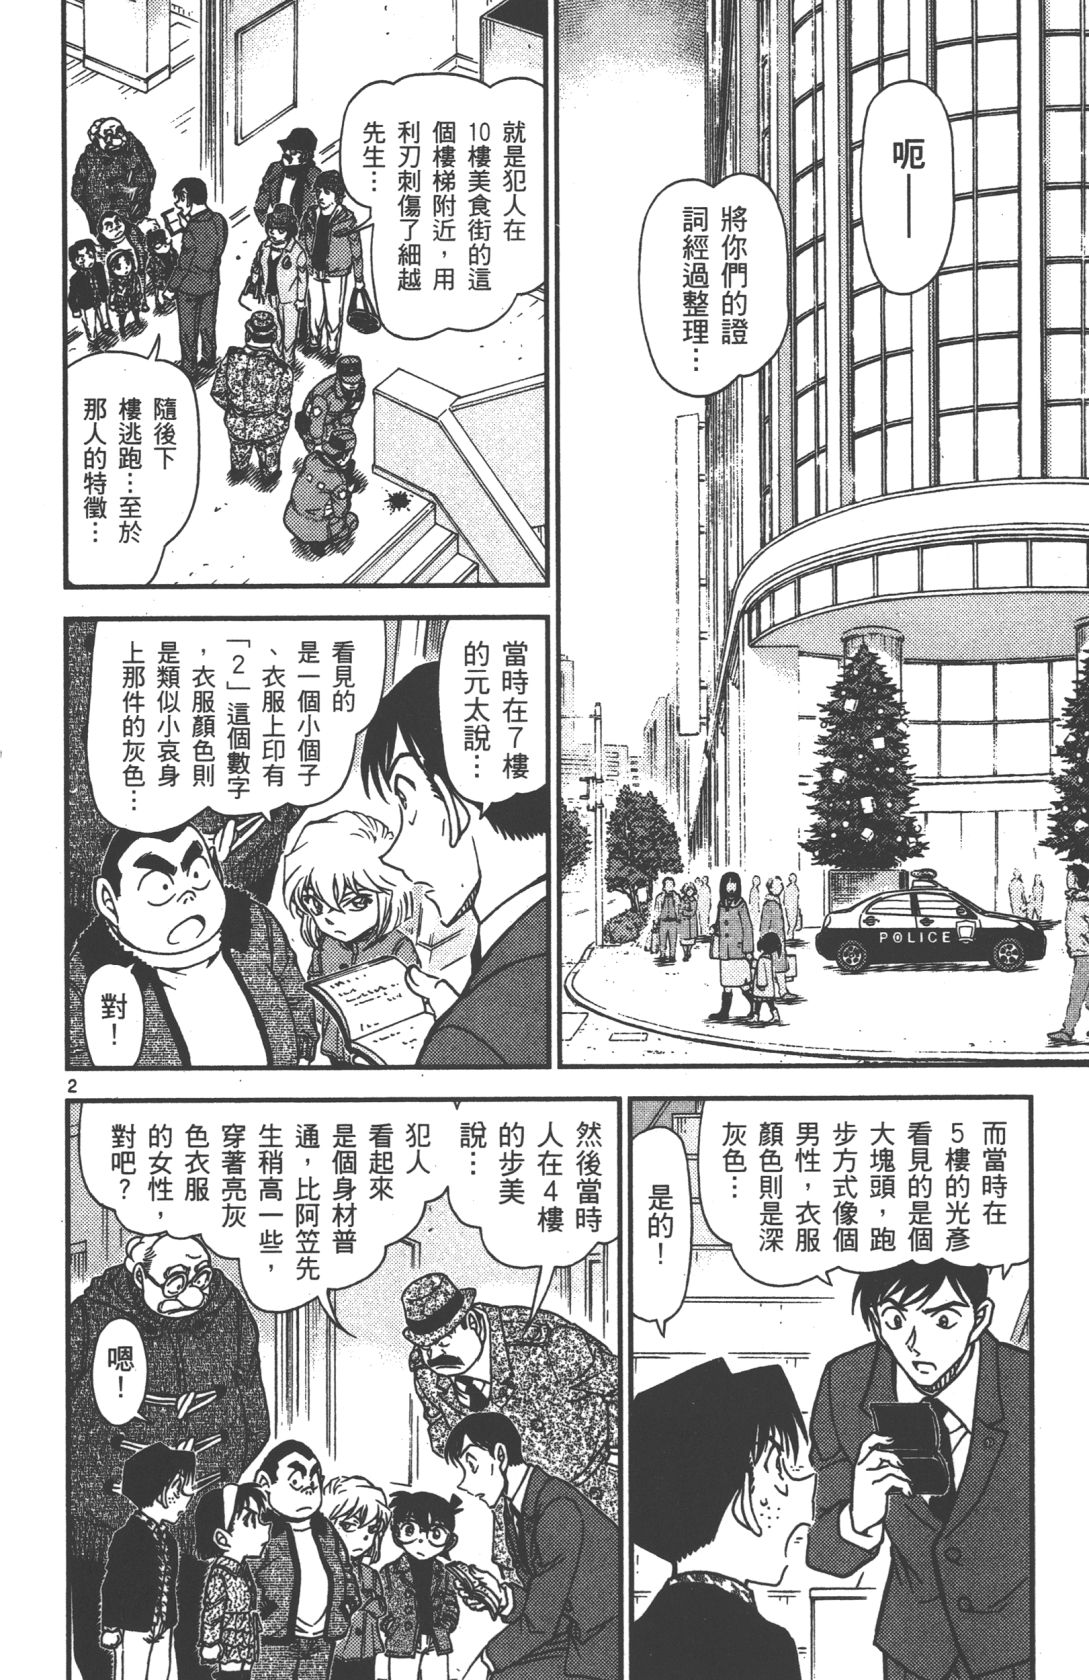 呃—
將你們的證
詞經過整理…
POLICE
就是犯人在
10樓美食街的這
個樓梯附近，用
利刃刺傷了細越
先生…
隨後下
樓逃跑…至於
那人的特徵…
當時在7樓
的元太說…
看見的
是一個小個子
、衣服上印有
「2」這個數字
，衣服顏色則
是類似小哀身
上那件的灰色…
對！
2
而當時在
5樓的光彥
看見的是個
大塊頭，跑
步方式像個
男性，衣服
顏色則是深
灰色…
是的！
然後當時
人在4樓
的步美
說…
犯人
看起來
是個身材普
通，比阿笠先
生稍高一些，
穿著亮灰
色衣服
的女性，
對吧？
嗯！